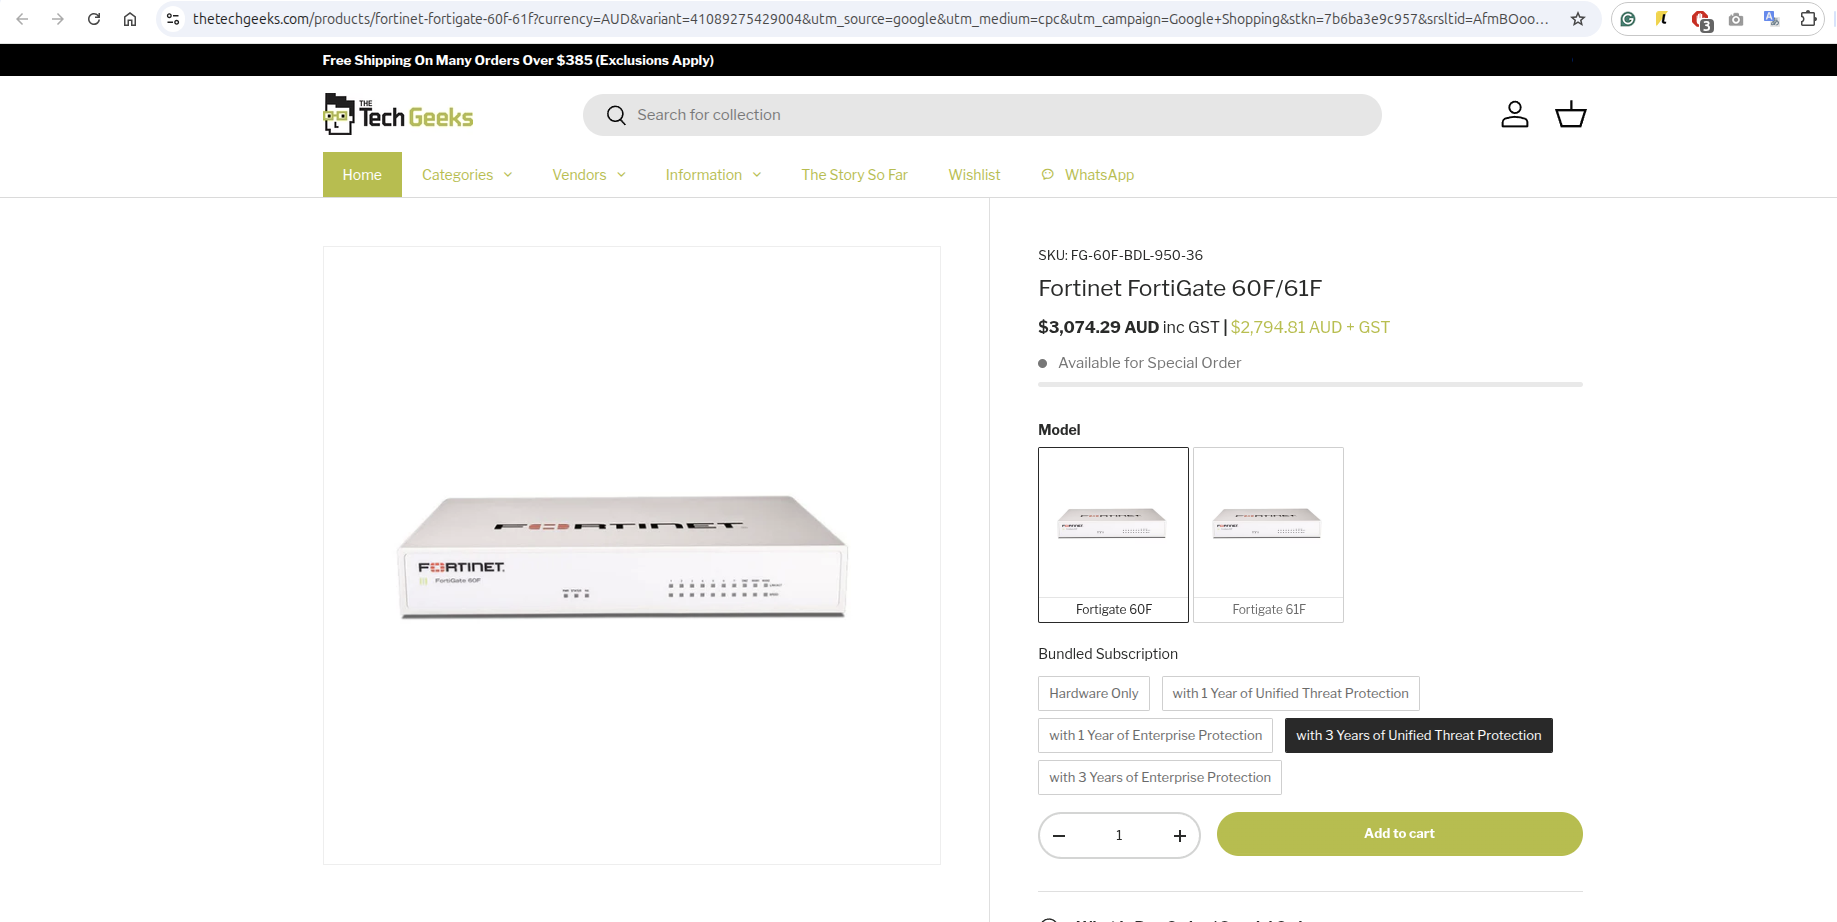 thetechgeeks.com/products/fortinet-fortigate-60f-61f?currency=AUD&variant=41089275429004&utm_source=google&utm_medium=cpc&utm_campaign=Google+Shopping&stkn=7b6ba3e9c957&srsltid=AfmBOoo...
3
Free Shipping On Many Orders Over $385 (Exclusions Apply)
THE
Tech Geeks
Search for collection
Home
Categories
Vendors
Information
The Story So Far
Wishlist
WhatsApp
SKU: FG-60F-BDL-950-36
Fortinet FortiGate 60F/61F
$3,074.29 AUD inc GST | $2,794.81 AUD + GST
Available for Special Order
Model
FORTINET
FORTINET
FortiGate 60F
Fortigate 60F
Fortigate 61F
Bundled Subscription
Hardware Only
with 1 Year of Unified Threat Protection
with 1 Year of Enterprise Protection
with 3 Years of Unified Threat Protection
with 3 Years of Enterprise Protection
1
Add to cart